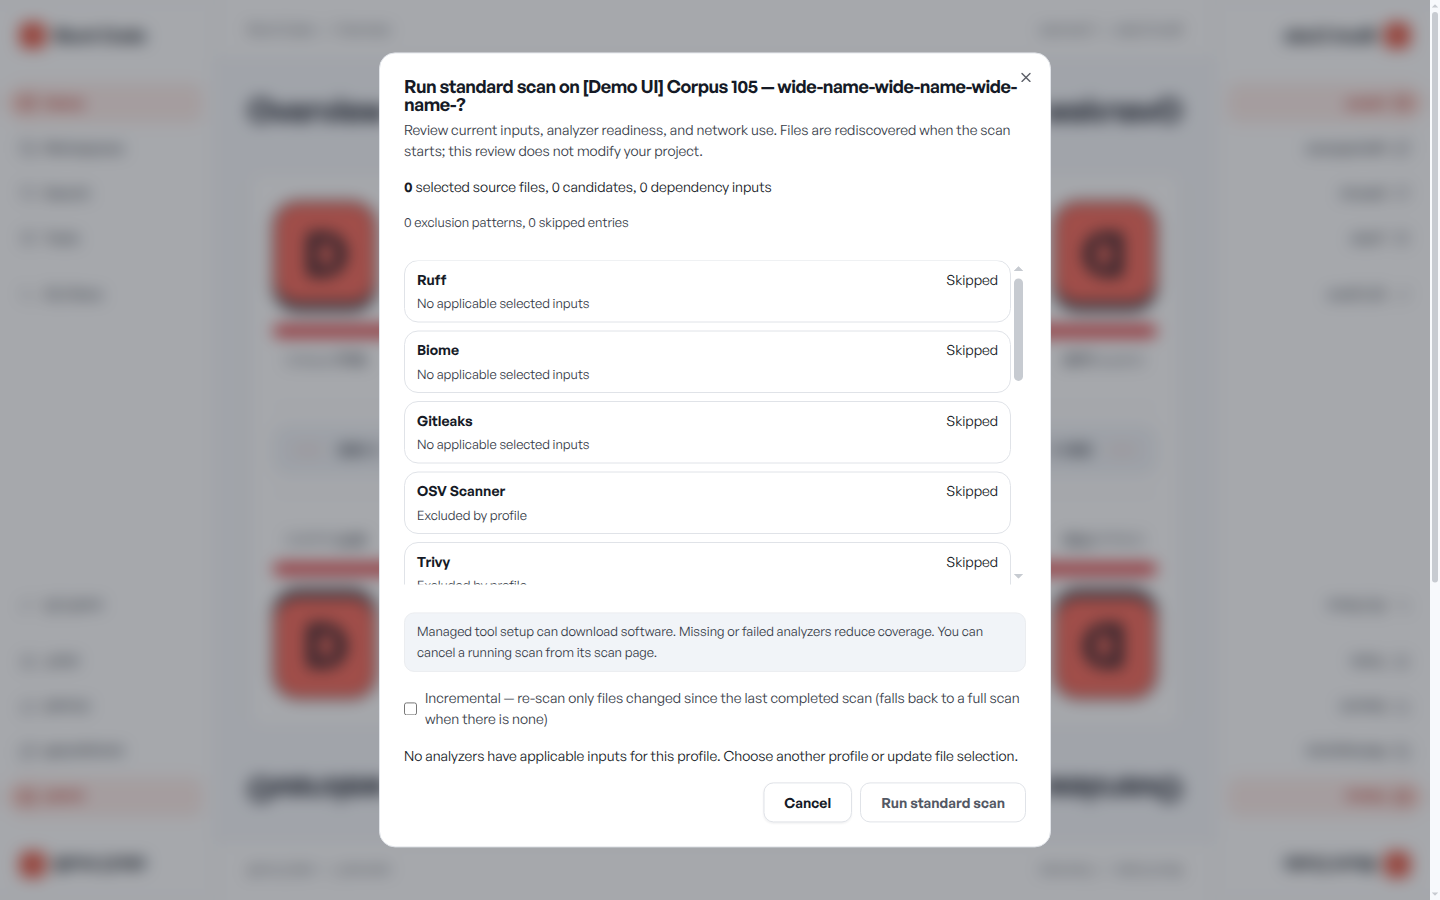 Run standard scan on [Demo UI] Corpus 105 — wide-name-wide-name-wide-
name-?
Review current inputs, analyzer readiness, and network use. Files are rediscovered when the scan
starts; this review does not modify your project.
0 selected source files, 0 candidates, 0 dependency inputs
0 exclusion patterns, 0 skipped entries
Ruff Skipped
No applicable selected inputs
Biome Skipped
No applicable selected inputs
Gitleaks Skipped
No applicable selected inputs
OSV Scanner Skipped
Excluded by profile
Trivy Skipped
Excluded by profile
Managed tool setup can download software. Missing or failed analyzers reduce coverage. You can
cancel a running scan from its scan page.
Incremental — re-scan only files changed since the last completed scan (falls back to a full scan
when there is none)
No analyzers have applicable inputs for this profile. Choose another profile or update file selection.
Cancel Run standard scan